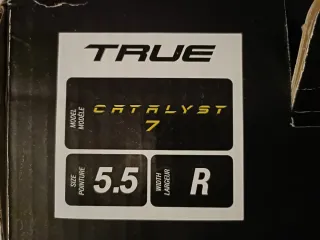 TRUE
MODEL
MODÈLE
CATALYST
7
SIZE
POINTURE
5.5
WIDTH
LARGEUR
R